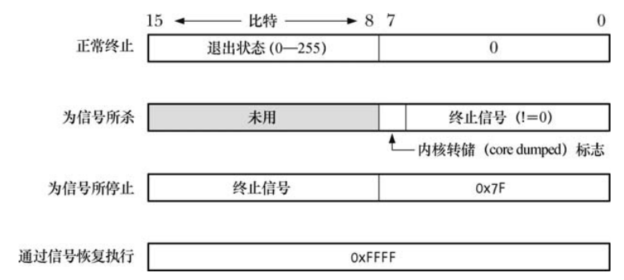 15 比特 8 7 0
正常终止 退出状态 (0—255) 0
为信号所杀 未用 终止信号 (!=0)
内核转储 (core dumped) 标志
为信号所停止 终止信号 0x7F
通过信号恢复执行 0xFFFF